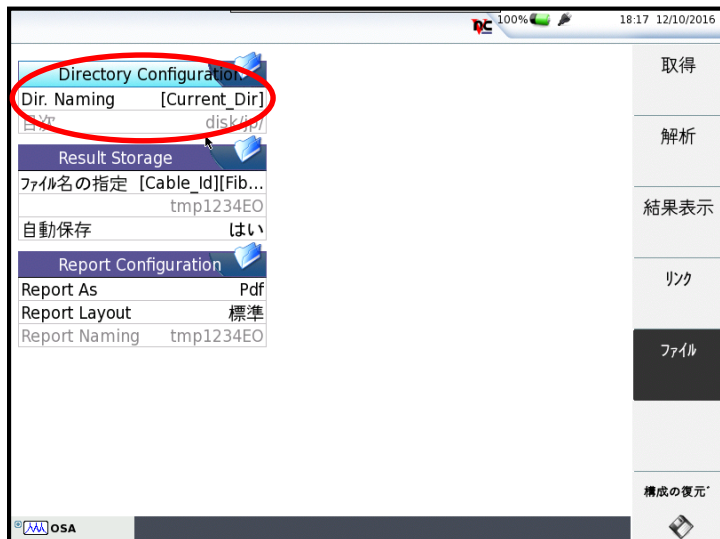 100%
18:17 12/10/2016
Directory Configuration
Dir. Naming [Current_Dir]
目次 disk/jp/
Result Storage
ファイル名の指定 [Cable_Id][Fib...
tmp1234EO
自動保存 はい
Report Configuration
Report As Pdf
Report Layout 標準
Report Naming tmp1234EO
取得
解析
結果表示
リンク
ファイル
構成の復元゛
OSA